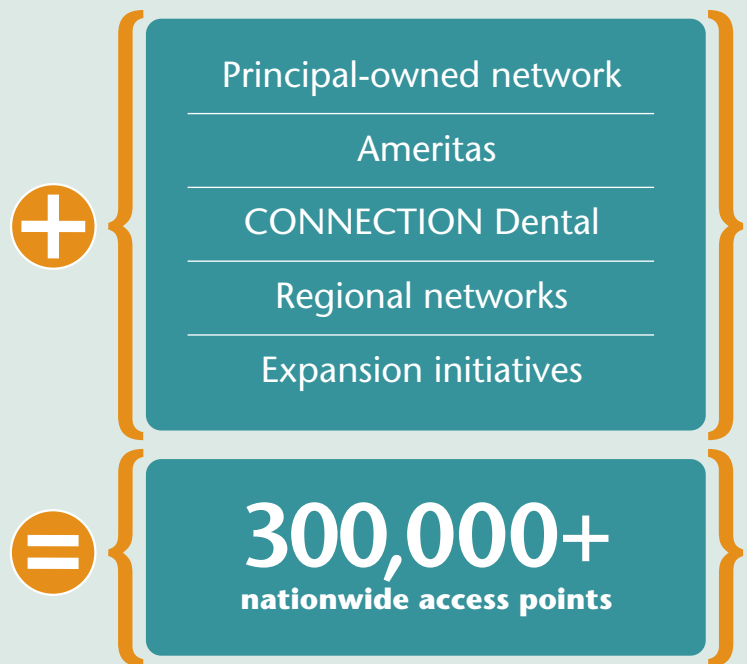 Principal-owned network
Ameritas
+
CONNECTION Dental
Regional networks
Expansion initiatives
=
300,000+
nationwide access points